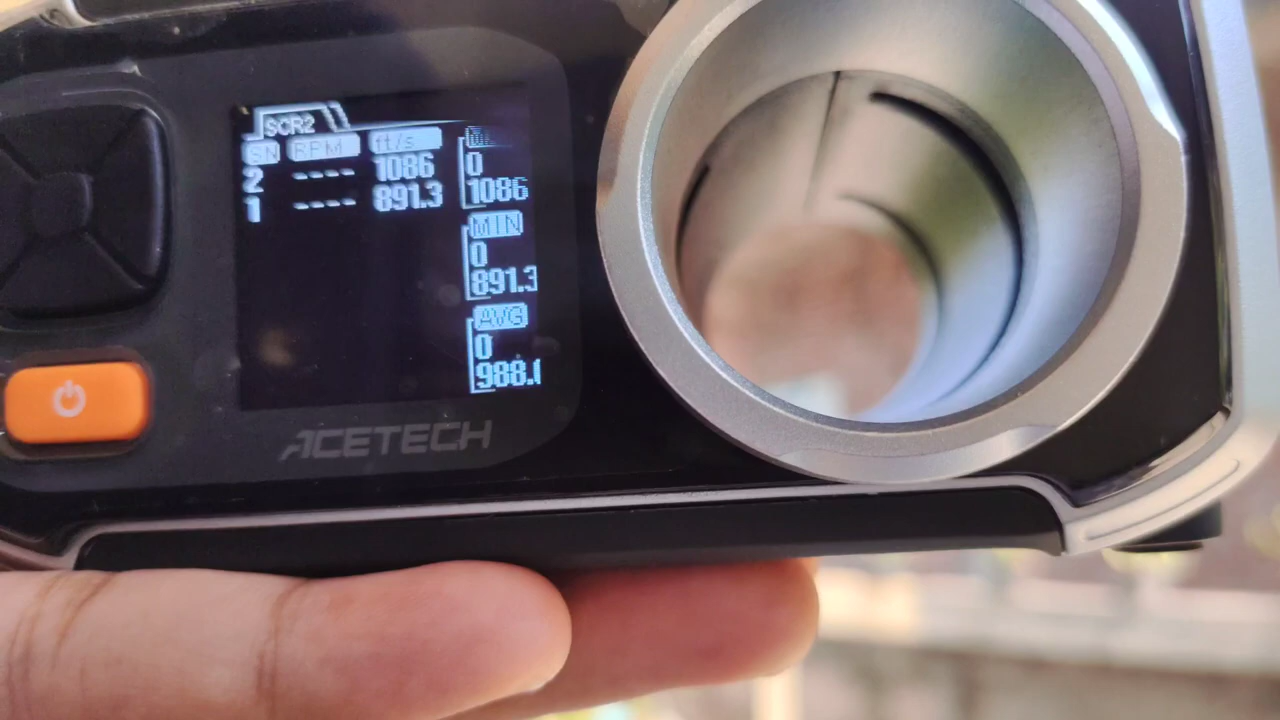 SCR2
SN RPM ft/s
2 ---- 1086
1 ---- 891.3
0
1086
MIN
0
891.3
AVG
0
988.
ACETECH